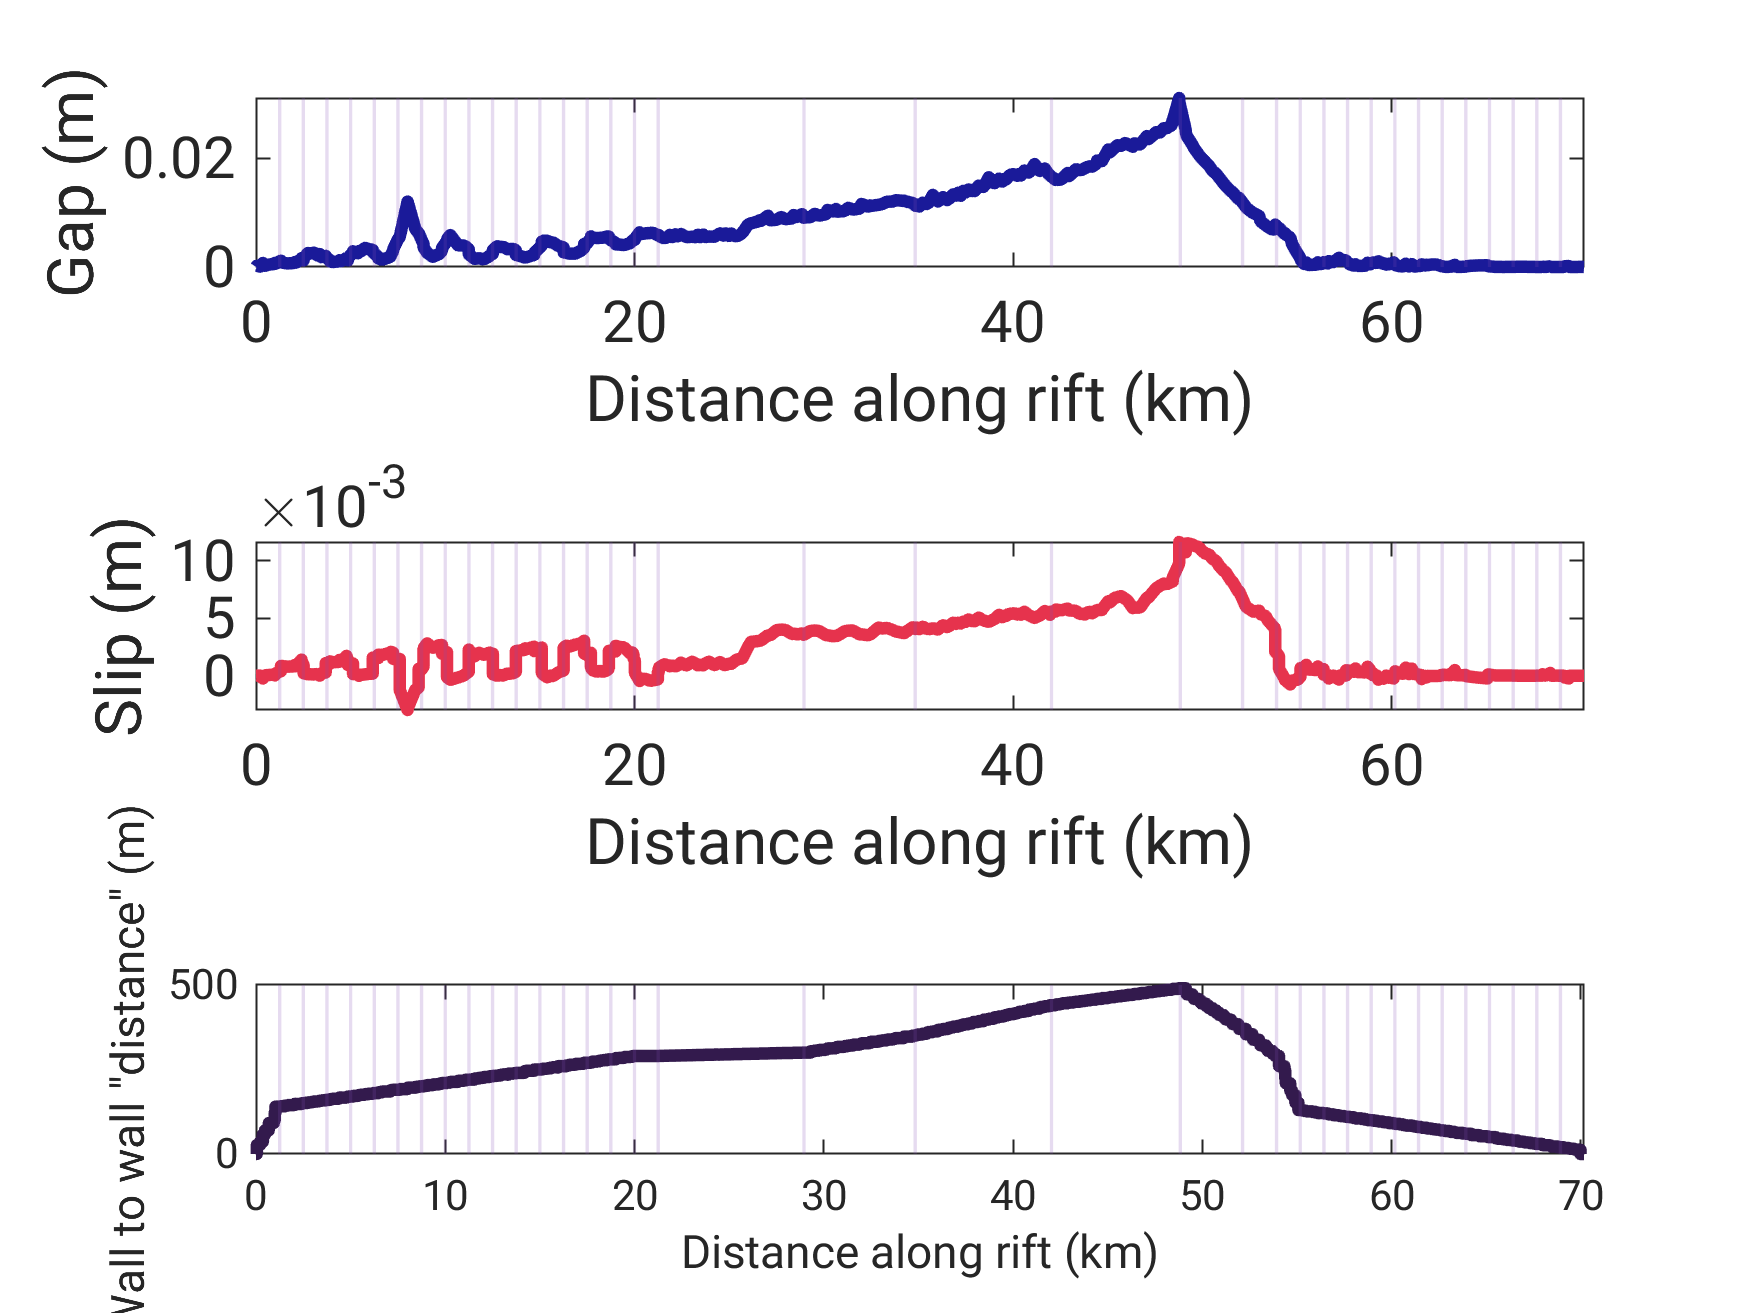 Gap (m)
0.02
0
0 20 40 60
Distance along rift (km)
×10-3
Slip (m)
10
5
0
0 20 40 60
Distance along rift (km)
to wall "distance" (m)
500
0
0 10 20 30 40 50 60 70
Distance along rift (km)